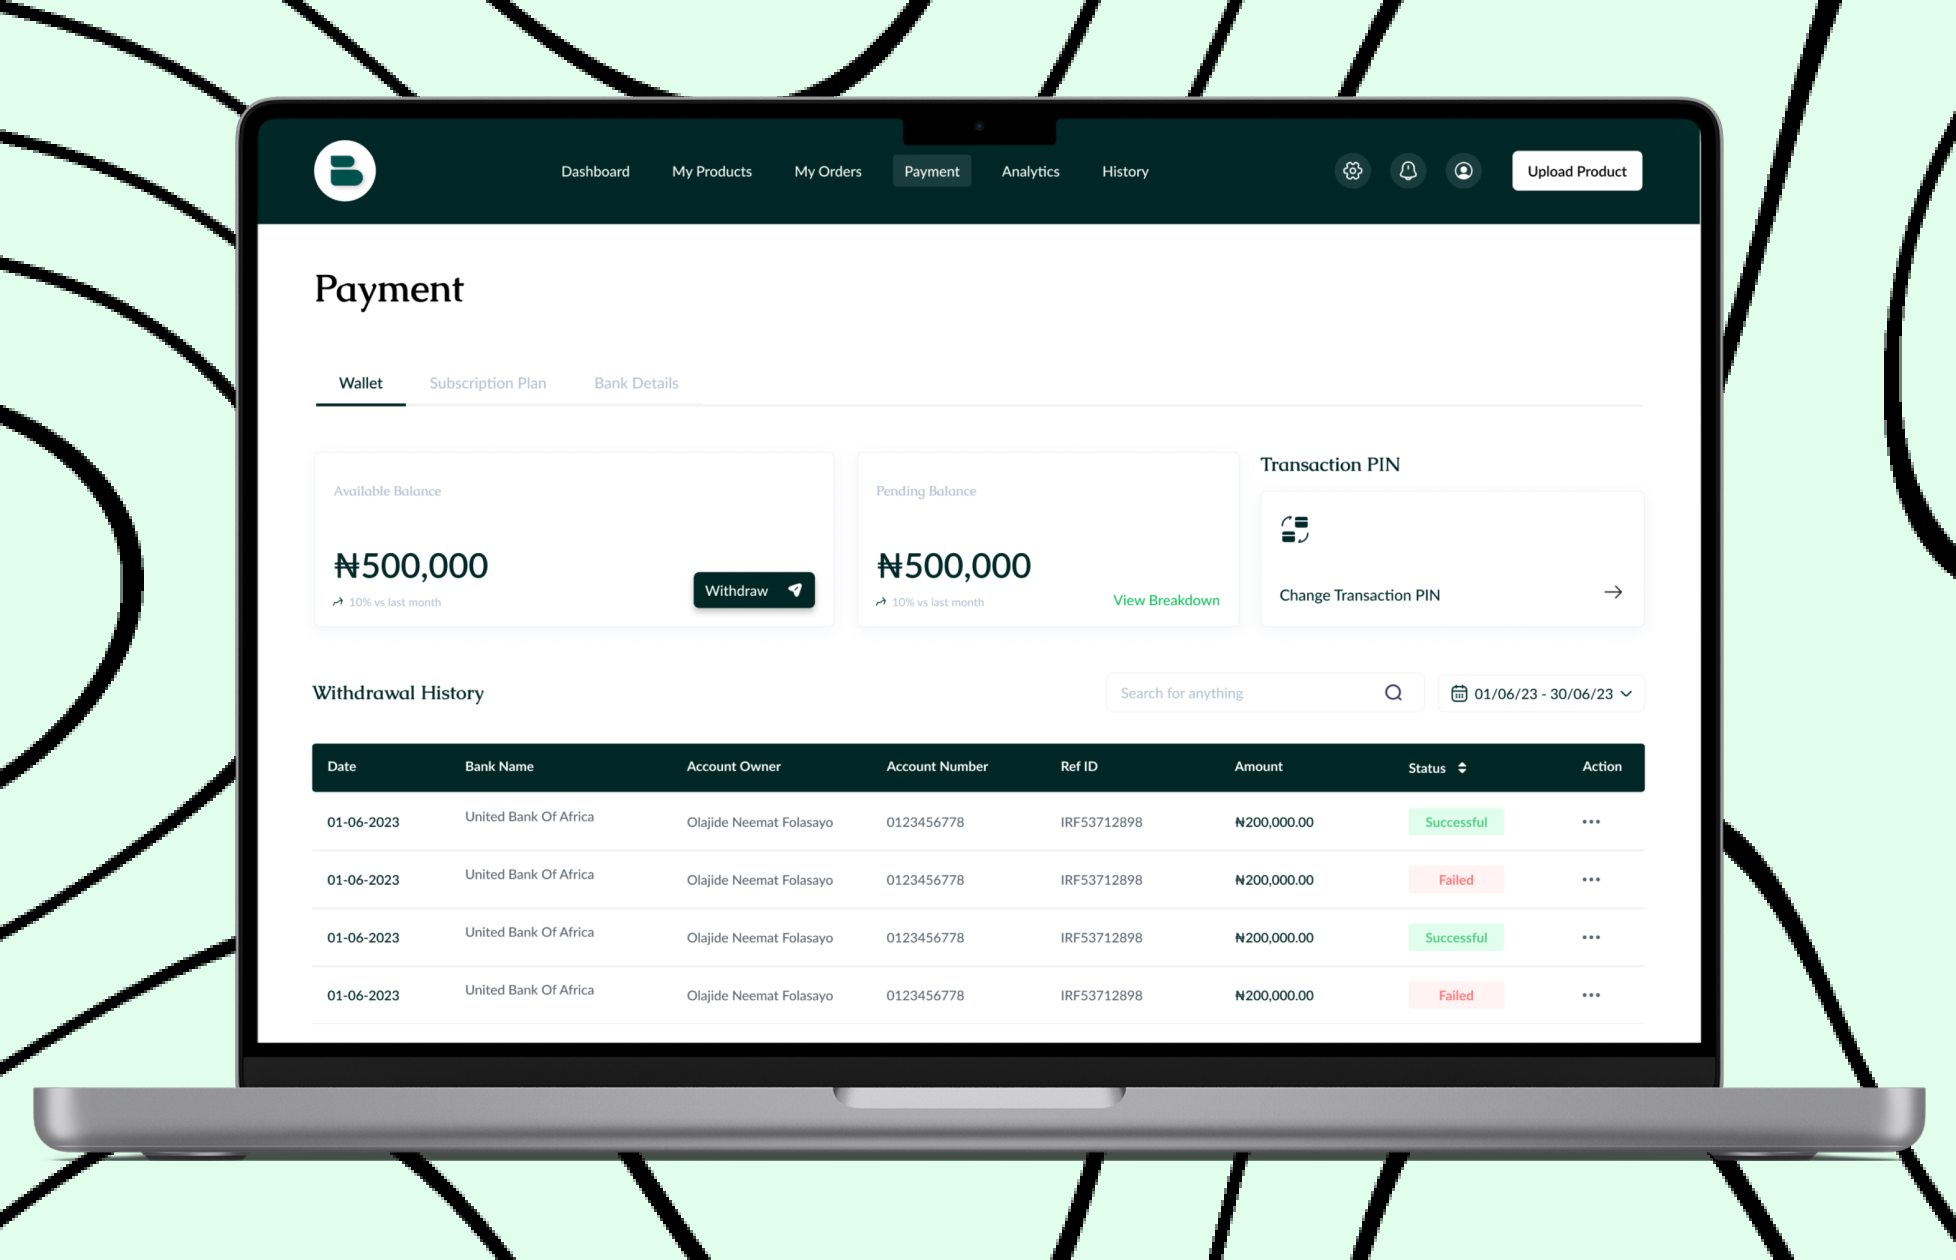 B
Dashboard My Products My Orders Payment Analytics History Upload Product
Payment
Wallet Subscription Plan Bank Details
Available Balance
₦500,000
10% vs last month
Withdraw
Pending Balance
₦500,000
10% vs last month
View Breakdown
Transaction PIN
Change Transaction PIN
Withdrawal History
Search for anything
01/06/23 - 30/06/23
Date Bank Name Account Owner Account Number Ref ID Amount Status Action
01-06-2023 United Bank Of Africa Olajide Neemat Folasayo 0123456778 IRF53712898 ₦200,000.00 Successful
01-06-2023 United Bank Of Africa Olajide Neemat Folasayo 0123456778 IRF53712898 ₦200,000.00 Failed
01-06-2023 United Bank Of Africa Olajide Neemat Folasayo 0123456778 IRF53712898 ₦200,000.00 Successful
01-06-2023 United Bank Of Africa Olajide Neemat Folasayo 0123456778 IRF53712898 ₦200,000.00 Failed